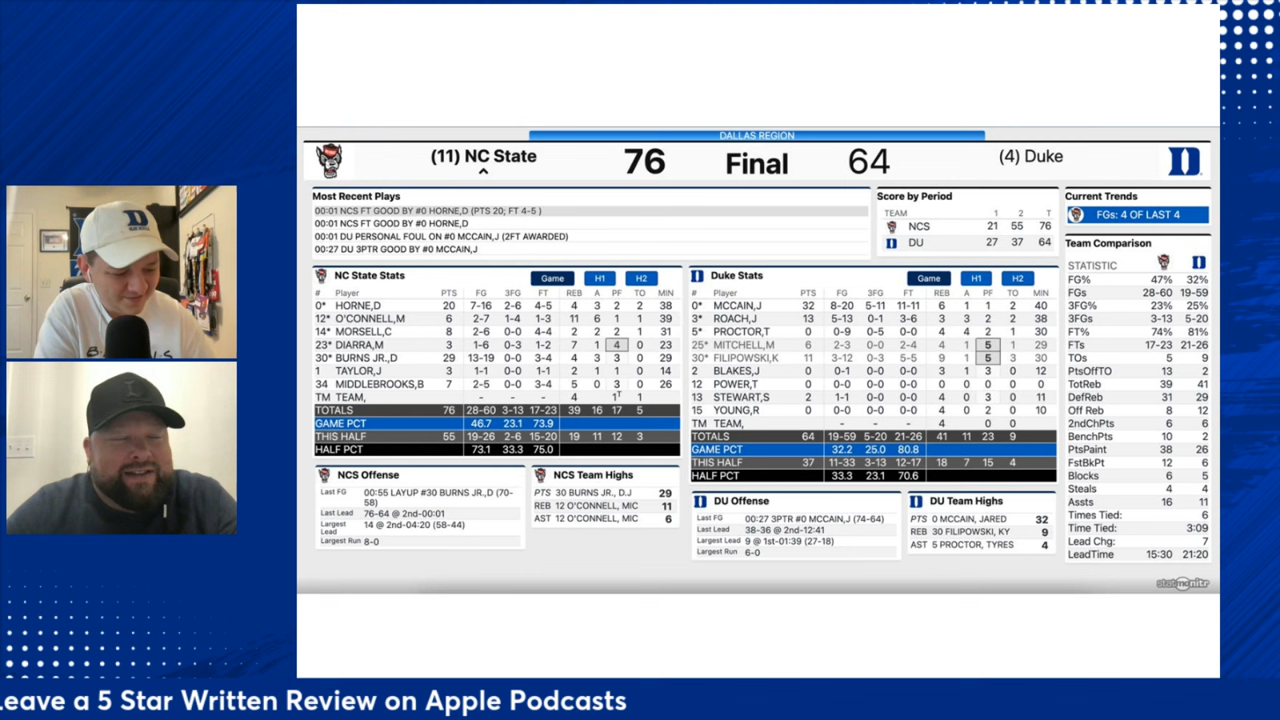 DALLAS REGION
(11) NC State 76 Final 64 (4) Duke
Most Recent Plays
00:01 NCS FT GOOD BY #0 HORNE,D (PTS 20; FT 4-5 )
00:01 NCS FT GOOD BY #0 HORNE,D
00:01 DU PERSONAL FOUL ON #0 MCCAIN,J (2FT AWARDED)
00:27 DU 3PTR GOOD BY #0 MCCAIN,J
Score by Period
TEAM 1 2 T
NCS 21 55 76
DU 27 37 64
Current Trends
FGs: 4 OF LAST 4
NC State Stats Game H1 H2
# Player PTS FG 3FG FT REB A PF TO MIN
0* HORNE,D 20 7-16 2-6 4-5 4 3 2 2 38
12* O'CONNELL,M 6 2-7 1-4 1-3 11 6 1 1 39
14* MORSELL,C 8 2-6 0-0 4-4 2 2 2 1 31
23* DIARRA,M 3 1-6 0-3 1-2 7 1 4 0 23
30* BURNS JR.,D 29 13-19 0-0 3-4 4 3 3 0 29
1 TAYLOR,J 3 1-1 0-0 1-1 2 1 1 0 14
34 MIDDLEBROOKS,B 7 2-5 0-0 3-4 5 0 3 0 26
TM TEAM, - - - 4 1T 1
TOTALS 76 28-60 3-13 17-23 39 16 17 5
GAME PCT 46.7 23.1 73.9
THIS HALF 55 19-26 2-6 15-20 19 11 12 3
HALF PCT 73.1 33.3 75.0
Duke Stats Game H1 H2
# Player PTS FG 3FG FT REB A PF TO MIN
0* MCCAIN,J 32 8-20 5-11 11-11 6 1 1 2 40
3* ROACH,J 13 5-13 0-1 3-6 3 3 2 2 38
5* PROCTOR,T 0 0-9 0-5 0-0 4 4 2 1 30
25* MITCHELL,M 6 2-3 0-0 2-4 4 1 5 1 29
30* FILIPOWSKI,K 11 3-12 0-3 5-5 9 1 5 3 30
2 BLAKES,J 0 0-1 0-0 0-0 3 1 3 0 12
12 POWER,T 0 0-0 0-0 0-0 0 0 0 0 0
13 STEWART,S 2 1-1 0-0 0-0 4 0 3 0 11
15 YOUNG,R 0 0-0 0-0 0-0 4 0 2 0 10
TM TEAM, - - - 4 0 0
TOTALS 64 19-59 5-20 21-26 41 11 23 9
GAME PCT 32.2 25.0 80.8
THIS HALF 37 11-33 3-13 12-17 18 7 15 4
HALF PCT 33.3 23.1 70.6
Team Comparison
STATISTIC
FG% 47% 32%
FGs 28-60 19-59
3FG% 23% 25%
3FGs 3-13 5-20
FT% 74% 81%
FTs 17-23 21-26
TOs 5 9
PtsOffTO 13 2
TotReb 39 41
DefReb 31 29
Off Reb 8 12
2ndChPts 6 6
BenchPts 10 2
PtsPaint 38 26
FstBkPt 12 6
Blocks 6 5
Steals 4 4
Assts 16 11
Times Tied: 6
Time Tied: 3:09
Lead Chg: 7
LeadTime 15:30 21:20
NCS Offense
Last FG 00:55 LAYUP #30 BURNS JR.,D (70-
58)
Last Lead 76-64 @ 2nd-00:01
Largest Lead 14 @ 2nd-04:20 (58-44)
Largest Run 8-0
NCS Team Highs
PTS 30 BURNS JR., D.J 29
REB 12 O'CONNELL, MIC 11
AST 12 O'CONNELL, MIC 6
DU Offense
Last FG 00:27 3PTR #0 MCCAIN,J (74-64)
Last Lead 38-36 @ 2nd-12:41
Largest Lead 9 @ 1st-01:39 (27-18)
Largest Run 6-0
DU Team Highs
PTS 0 MCCAIN, JARED 32
REB 30 FILIPOWSKI, KY 9
AST 5 PROCTOR, TYRES 4
statmonitr
Leave a 5 Star Written Review on Apple Podcasts